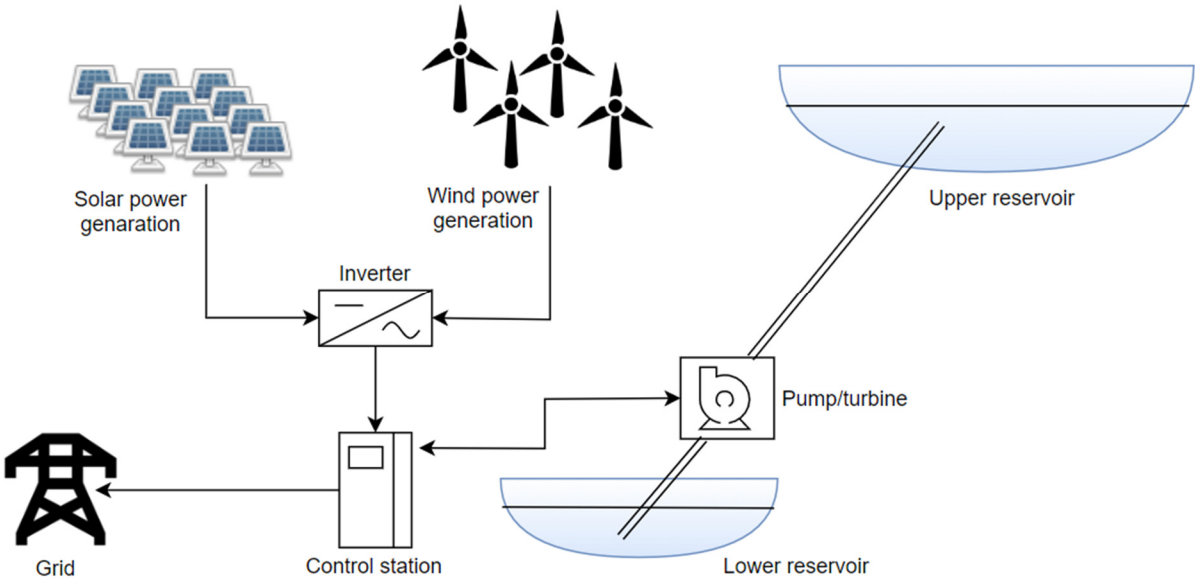 Solar power
genaration
Wind power
generation
Upper reservoir
Inverter
Pump/turbine
Grid
Control station
Lower reservoir